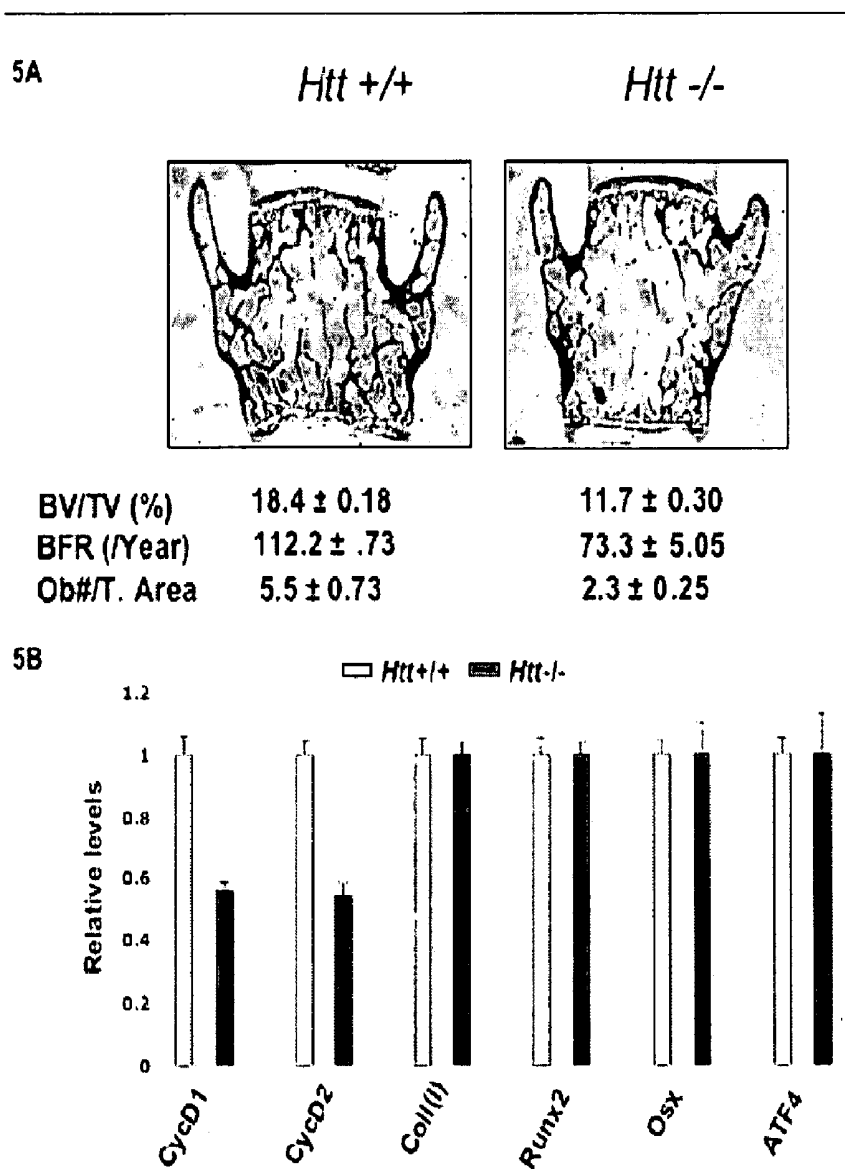 5A
Htt +/+ Htt -/-
BV/TV (%) 18.4 ± 0.18 11.7 ± 0.30
BFR (/Year) 112.2 ± .73 73.3 ± 5.05
Ob#/T. Area 5.5 ± 0.73 2.3 ± 0.25
5B
Htt+/+ Htt-/-
1.2
1
0.8
0.6
0.4
0.2
0
Relative levels
CycD1 CycD2 Coll(I) Runx2 Osx ATF4